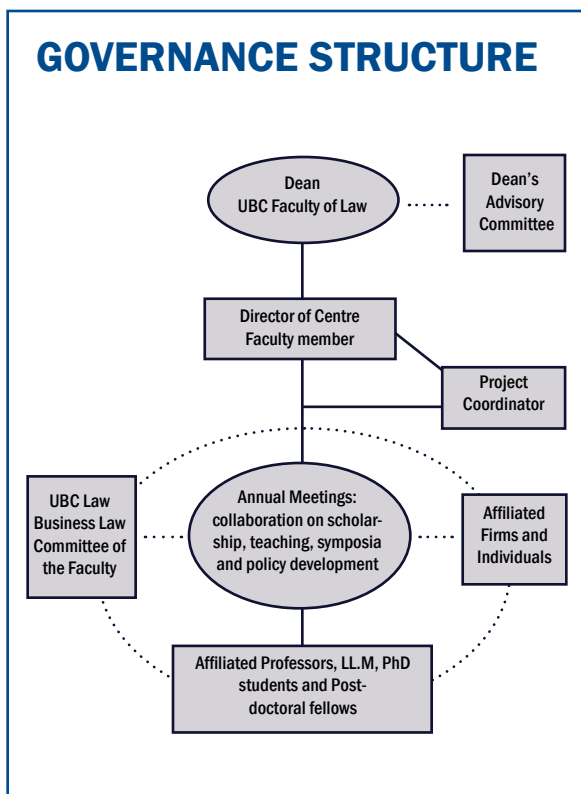 GOVERNANCE STRUCTURE
Dean
UBC Faculty of Law
Dean's
Advisory
Committee
Director of Centre
Faculty member
Project
Coordinator
UBC Law
Business Law
Committee of
the Faculty
Annual Meetings:
collaboration on scholar-
ship, teaching, symposia
and policy development
Affiliated
Firms and
Individuals
Affiliated Professors, LL.M, PhD
students and Post-
doctoral fellows